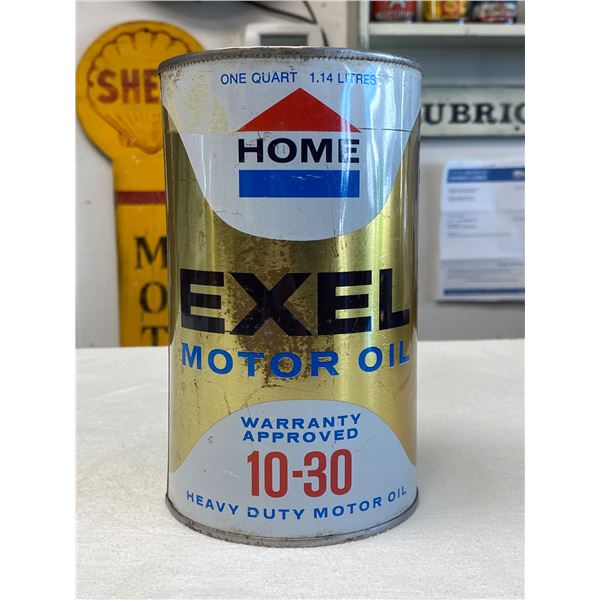 ONE QUART 1.14 LITRES
HOME
EXEL
MOTOR OIL
WARRANTY
APPROVED
10-30
HEAVY DUTY MOTOR OIL
SHE
M
O
T
UBRIC